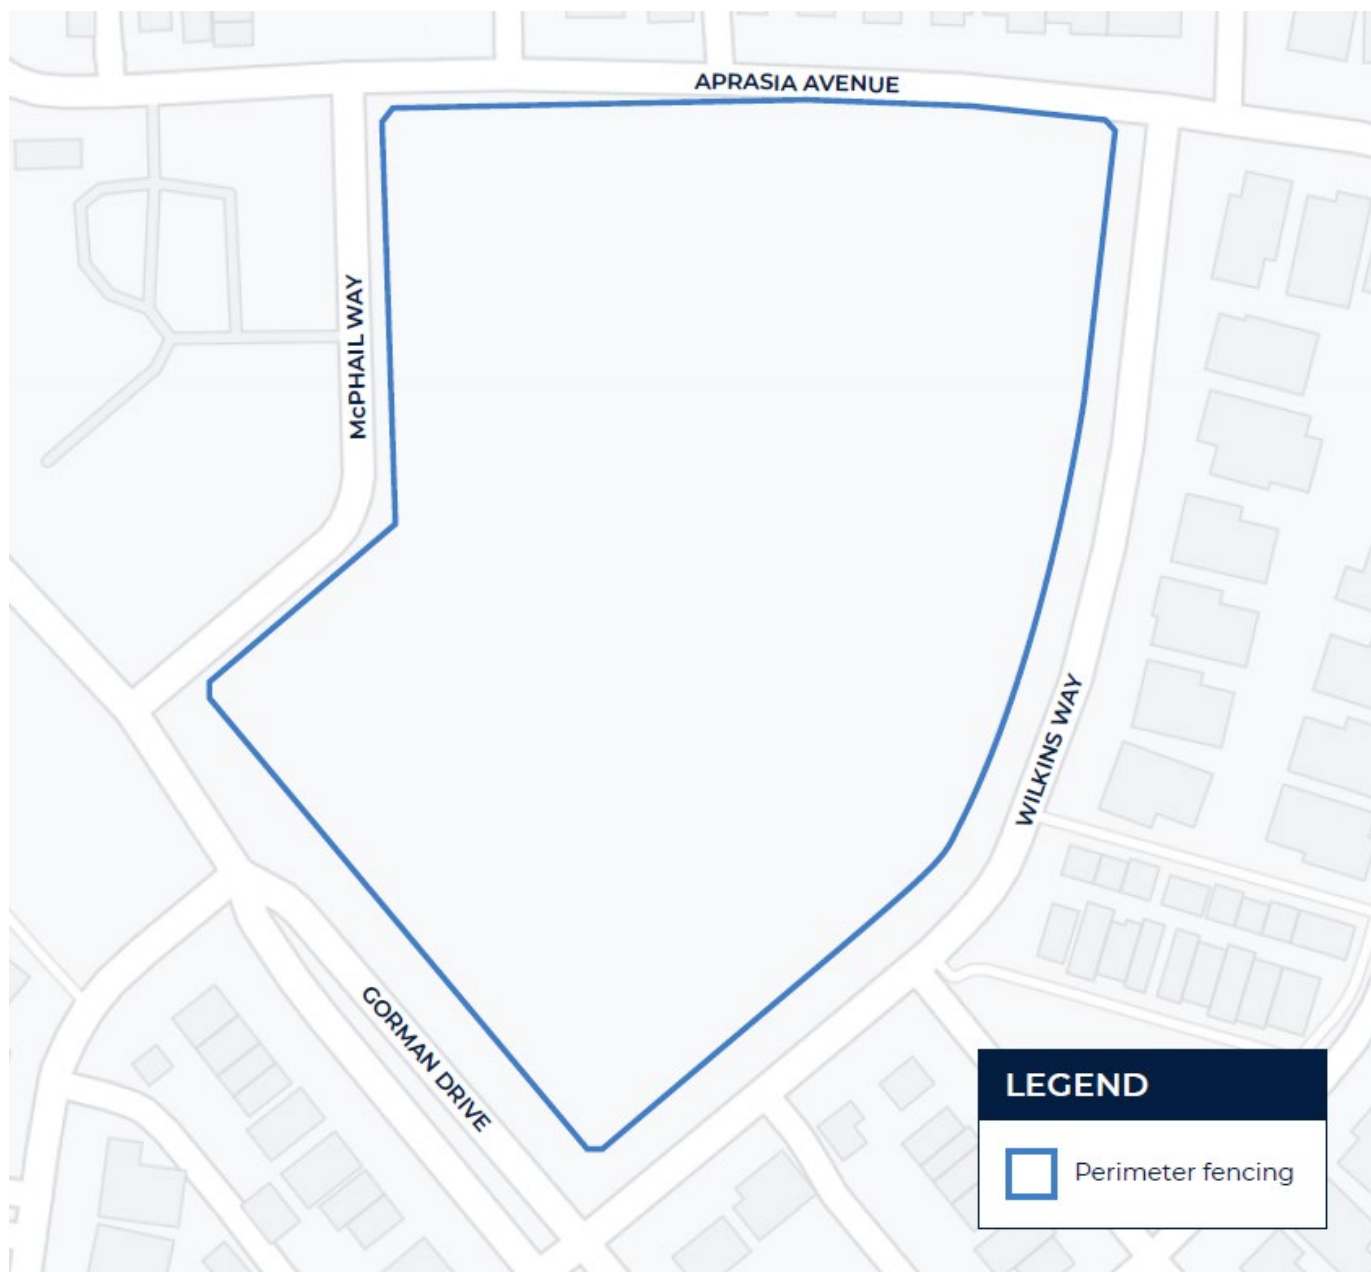 APRASIA AVENUE
McPHAIL WAY
WILKINS WAY
GORMAN DRIVE
LEGEND
Perimeter fencing